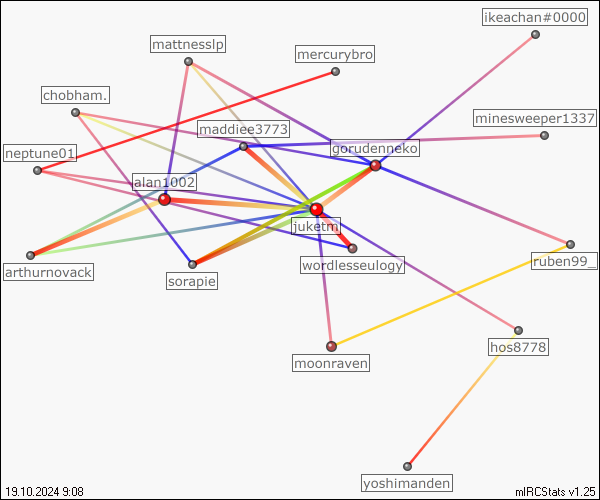 ikeachan#0000
mattnesslp
mercurybro
chobham.
minesweeper1337
maddiee3773
gorudenneko
neptune01
alan1002
juketm
ruben99_
wordlesseulogy
arthurnovack
sorapie
hos8778
moonraven
yoshimanden
19.10.2024 9:08
mIRCStats v1.25